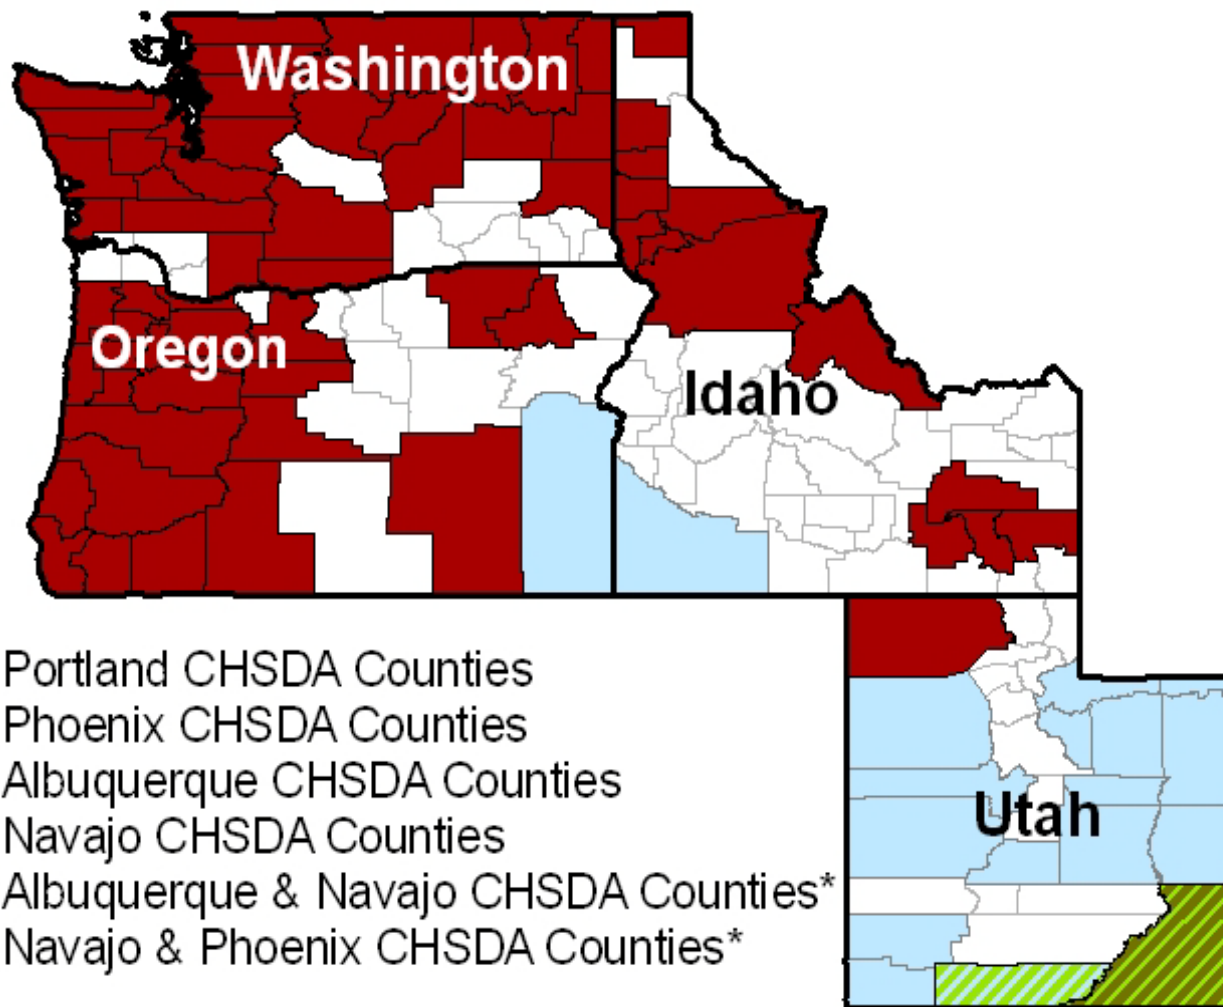 Washington
Oregon
Idaho
Portland CHSDA Counties
Phoenix CHSDA Counties
Albuquerque CHSDA Counties
Navajo CHSDA Counties
Albuquerque & Navajo CHSDA Counties*
Navajo & Phoenix CHSDA Counties*
Utah